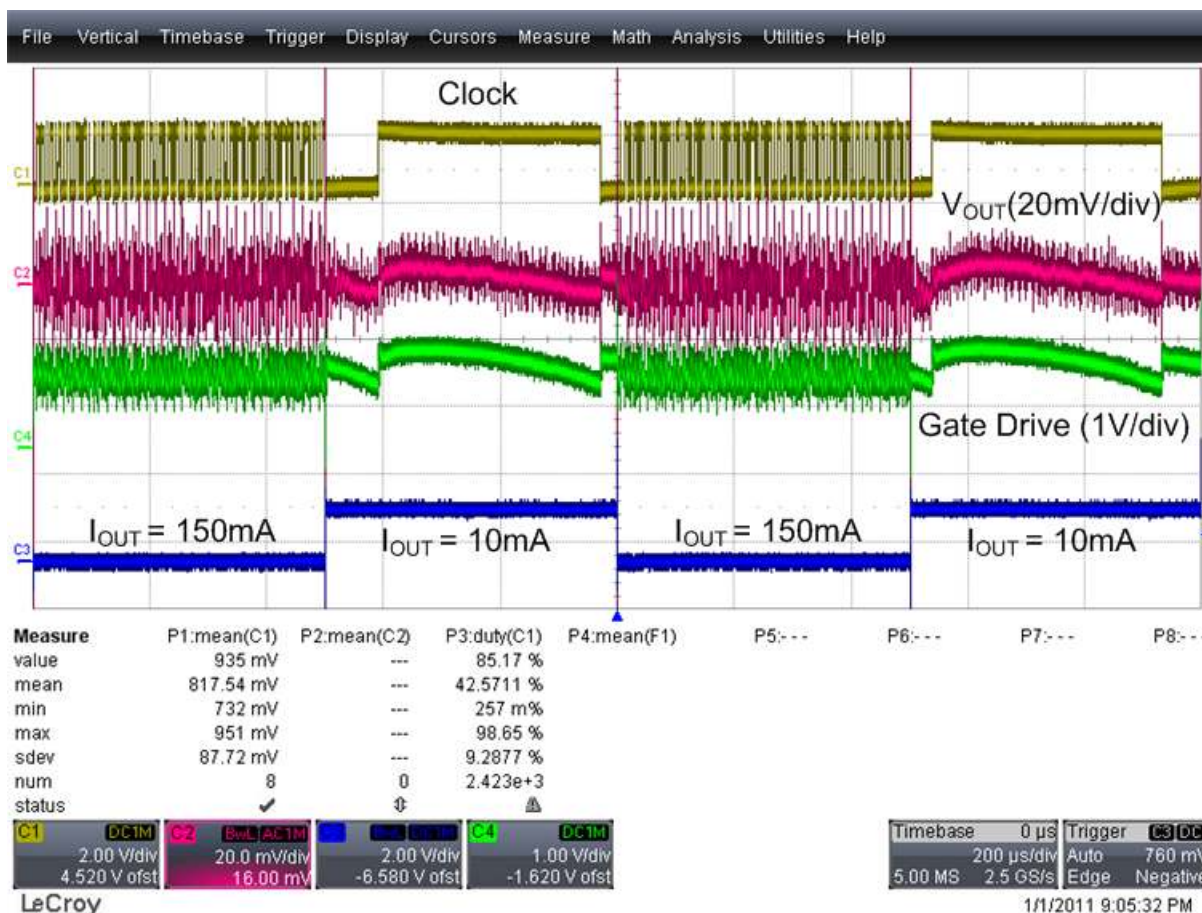 File Vertical Timebase Trigger Display Cursors Measure Math Analysis Utilities Help
Clock
C1
VOUT(20mV/div)
C2
C4
Gate Drive (1V/div)
IOUT = 150mA IOUT = 10mA IOUT = 150mA IOUT = 10mA
C3
Measure P1:mean(C1) P2:mean(C2) P3:duty(C1) P4:mean(F1) P5:- - - P6:- - - P7:- - - P8:- -
value 935 mV --- 85.17 %
mean 817.54 mV --- 42.5711 %
min 732 mV --- 257 m%
max 951 mV --- 98.65 %
sdev 87.72 mV --- 9.2877 %
num 8 0 2.423e+3
status
C1 DC1M C2 BwL AC1M C4 DC1M Timebase 0 µs Trigger C3 DC
2.00 V/div 20.0 mV/div 2.00 V/div 1.00 V/div 200 µs/div Auto 760 mV
4.520 V ofst 16.00 mV -6.580 V ofst -1.620 V ofst 5.00 MS 2.5 GS/s Edge Negative
LeCroy 1/1/2011 9:05:32 PM